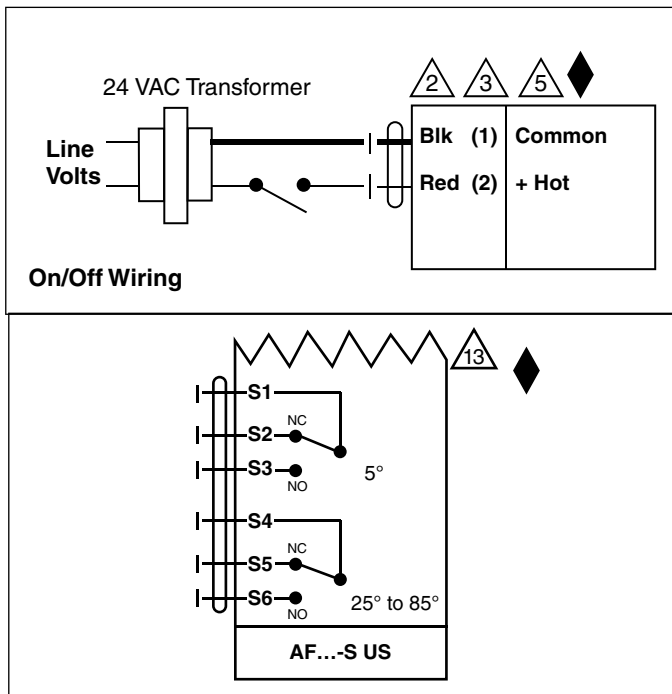 24 VAC Transformer
2 3 5
Line
Volts
Blk (1) Common
Red (2) + Hot
On/Off Wiring
13
S1
NC
S2
S3
NO
5°
S4
NC
S5
S6
NO
25° to 85°
AF...-S US